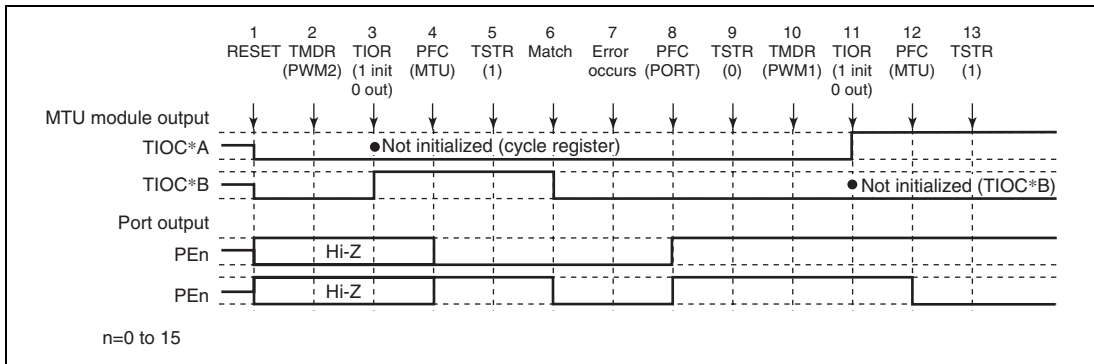 1 2 3 4 5 6 7 8 9 10 11 12 13
RESET TMDR TIOR PFC TSTR Match Error PFC TSTR TMDR TIOR PFC TSTR
(PWM2) (1 init (MTU) (1) occurs (PORT) (0) (PWM1) (1 init (MTU) (1)
0 out) 0 out)
MTU module output
TIOC*A
●Not initialized (cycle register)
TIOC*B
● Not initialized (TIOC*B)
Port output
PEn
Hi-Z
PEn
Hi-Z
n=0 to 15